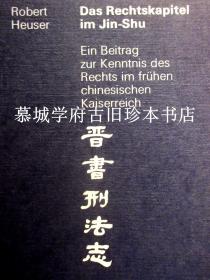 Robert
Heuser
Das Rechtskapitel
im Jin-Shu
Ein Beitrag
zur Kenntnis des
Rechts im frühen
chinesischen
Kaiserreich
慕城学府古旧珍本书店
晋書刑法志